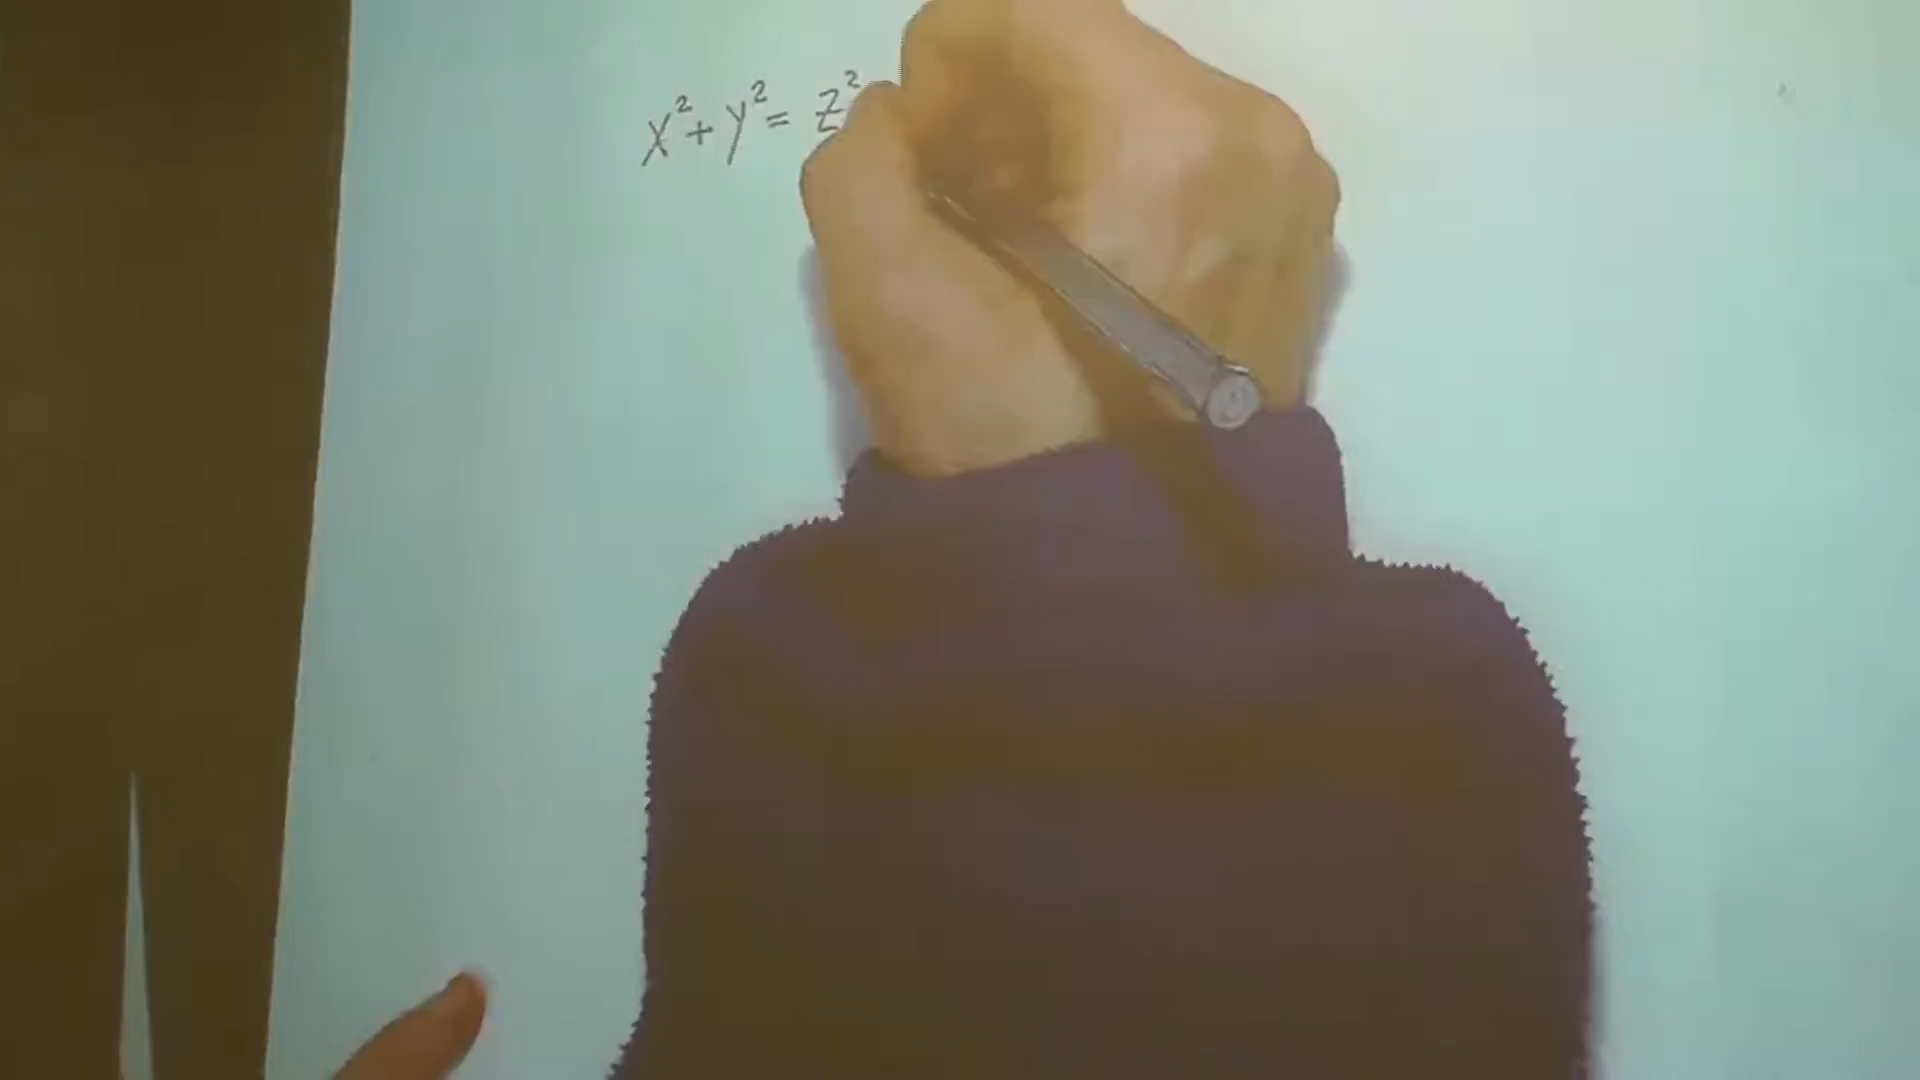 x² + y² = z²